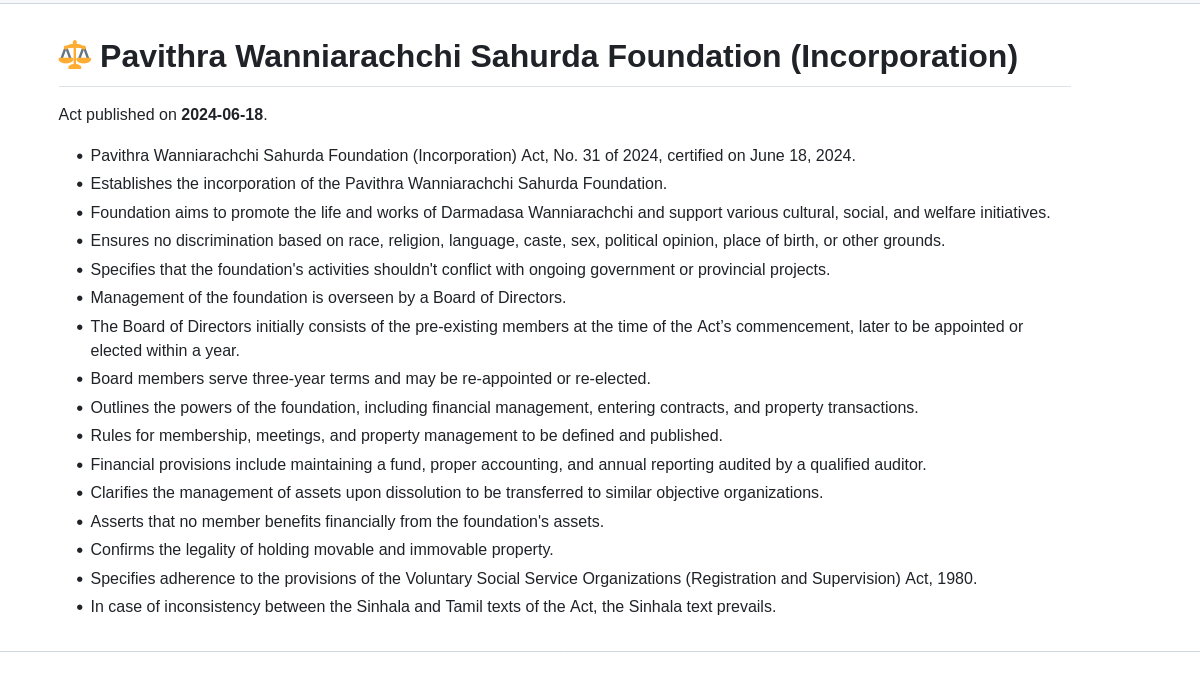 ⚖️ Pavithra Wanniarachchi Sahurda Foundation (Incorporation)
Act published on 2024-06-18.
• Pavithra Wanniarachchi Sahurda Foundation (Incorporation) Act, No. 31 of 2024, certified on June 18, 2024.
• Establishes the incorporation of the Pavithra Wanniarachchi Sahurda Foundation.
• Foundation aims to promote the life and works of Darmadasa Wanniarachchi and support various cultural, social, and welfare initiatives.
• Ensures no discrimination based on race, religion, language, caste, sex, political opinion, place of birth, or other grounds.
• Specifies that the foundation's activities shouldn't conflict with ongoing government or provincial projects.
• Management of the foundation is overseen by a Board of Directors.
• The Board of Directors initially consists of the pre-existing members at the time of the Act’s commencement, later to be appointed or
elected within a year.
• Board members serve three-year terms and may be re-appointed or re-elected.
• Outlines the powers of the foundation, including financial management, entering contracts, and property transactions.
• Rules for membership, meetings, and property management to be defined and published.
• Financial provisions include maintaining a fund, proper accounting, and annual reporting audited by a qualified auditor.
• Clarifies the management of assets upon dissolution to be transferred to similar objective organizations.
• Asserts that no member benefits financially from the foundation's assets.
• Confirms the legality of holding movable and immovable property.
• Specifies adherence to the provisions of the Voluntary Social Service Organizations (Registration and Supervision) Act, 1980.
• In case of inconsistency between the Sinhala and Tamil texts of the Act, the Sinhala text prevails.